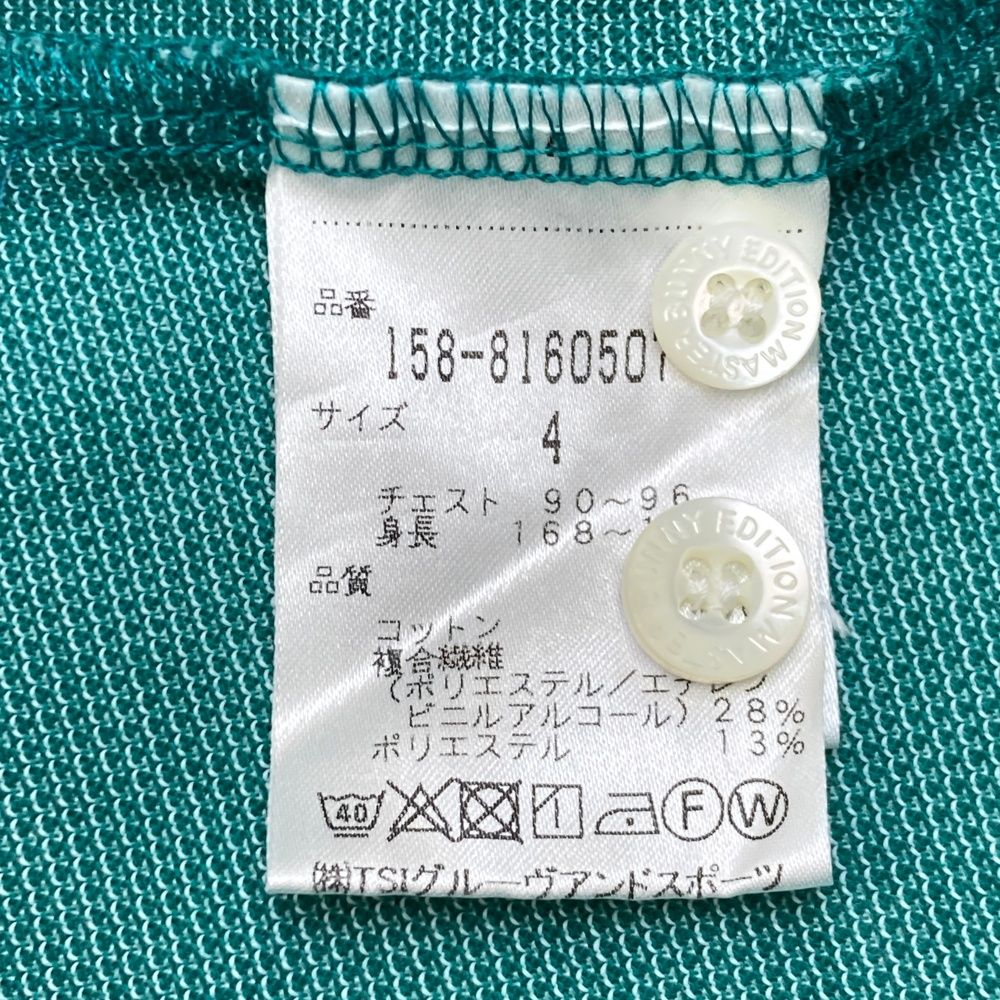 品番
158-8160507
サイズ
4
チェスト 90~96
身長 168~
品質
コットン
複合繊維
(ポリエステル/エチレン
ビニルアルコール) 28%
ポリエステル 13%
40 1 F W
㈱TSIグルーヴアンドスポーツ
MASTER BUNNY EDITION
MASTER BUNNY EDITION